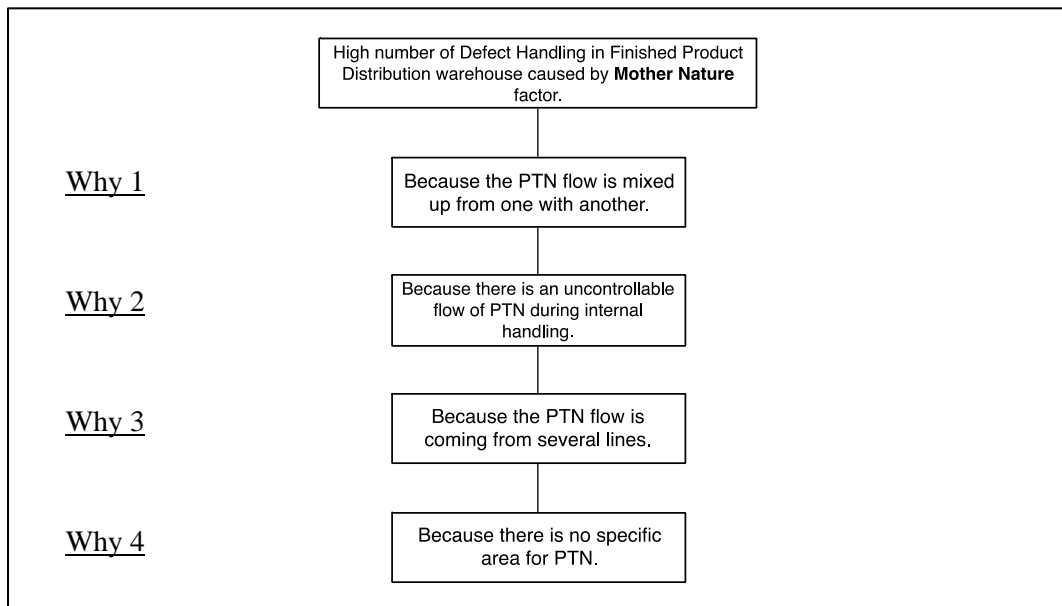 High number of Defect Handling in Finished Product
Distribution warehouse caused by Mother Nature
factor.
Why 1
Because the PTN flow is mixed
up from one with another.
Why 2
Because there is an uncontrollable
flow of PTN during internal
handling.
Why 3
Because the PTN flow is
coming from several lines.
Why 4
Because there is no specific
area for PTN.